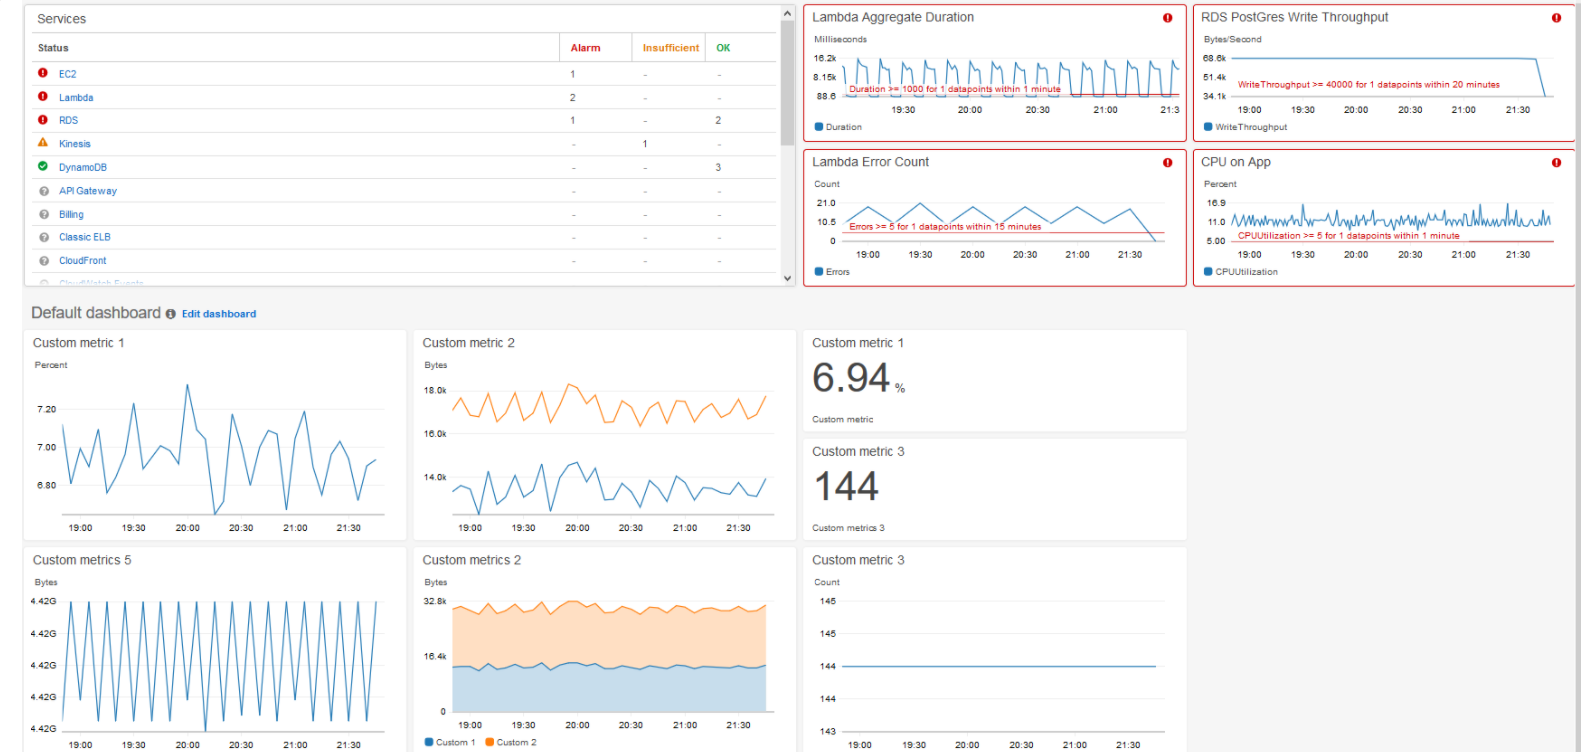 Services
Status Alarm Insufficient OK
EC2 1 - -
Lambda 2 - -
RDS 1 - 2
Kinesis - 1 -
DynamoDB - - 3
API Gateway - - -
Billing - - -
Classic ELB - - -
CloudFront - - -
CloudWatch Events
Lambda Aggregate Duration
Milliseconds
16.2k
8.15k
88.6
Duration >= 1000 for 1 datapoints within 1 minute
19:30 20:00 20:30 21:00 21:3
Duration
RDS PostGres Write Throughput
Bytes/Second
68.6k
51.4k
34.1k
WriteThroughput >= 40000 for 1 datapoints within 20 minutes
19:00 19:30 20:00 20:30 21:00 21:30
WriteThroughput
Lambda Error Count
Count
21.0
10.5
0
Errors >= 5 for 1 datapoints within 15 minutes
19:00 19:30 20:00 20:30 21:00 21:30
Errors
CPU on App
Percent
16.9
11.0
5.00
CPUUtilization >= 5 for 1 datapoints within 1 minute
19:00 19:30 20:00 20:30 21:00 21:30
CPUUtilization
Default dashboard Edit dashboard
Custom metric 1
Percent
7.20
7.00
6.80
19:00 19:30 20:00 20:30 21:00 21:30
Custom metric 2
Bytes
18.0k
16.0k
14.0k
19:00 19:30 20:00 20:30 21:00 21:30
Custom metric 1
6.94 %
Custom metric
Custom metric 3
144
Custom metrics 3
Custom metrics 5
Bytes
4.42G
4.42G
4.42G
4.42G
4.42G
19:00 19:30 20:00 20:30 21:00 21:30
Custom metrics 2
Bytes
32.8k
16.4k
0
19:00 19:30 20:00 20:30 21:00 21:30
Custom 1 Custom 2
Custom metric 3
Count
145
145
144
144
143
19:00 19:30 20:00 20:30 21:00 21:30